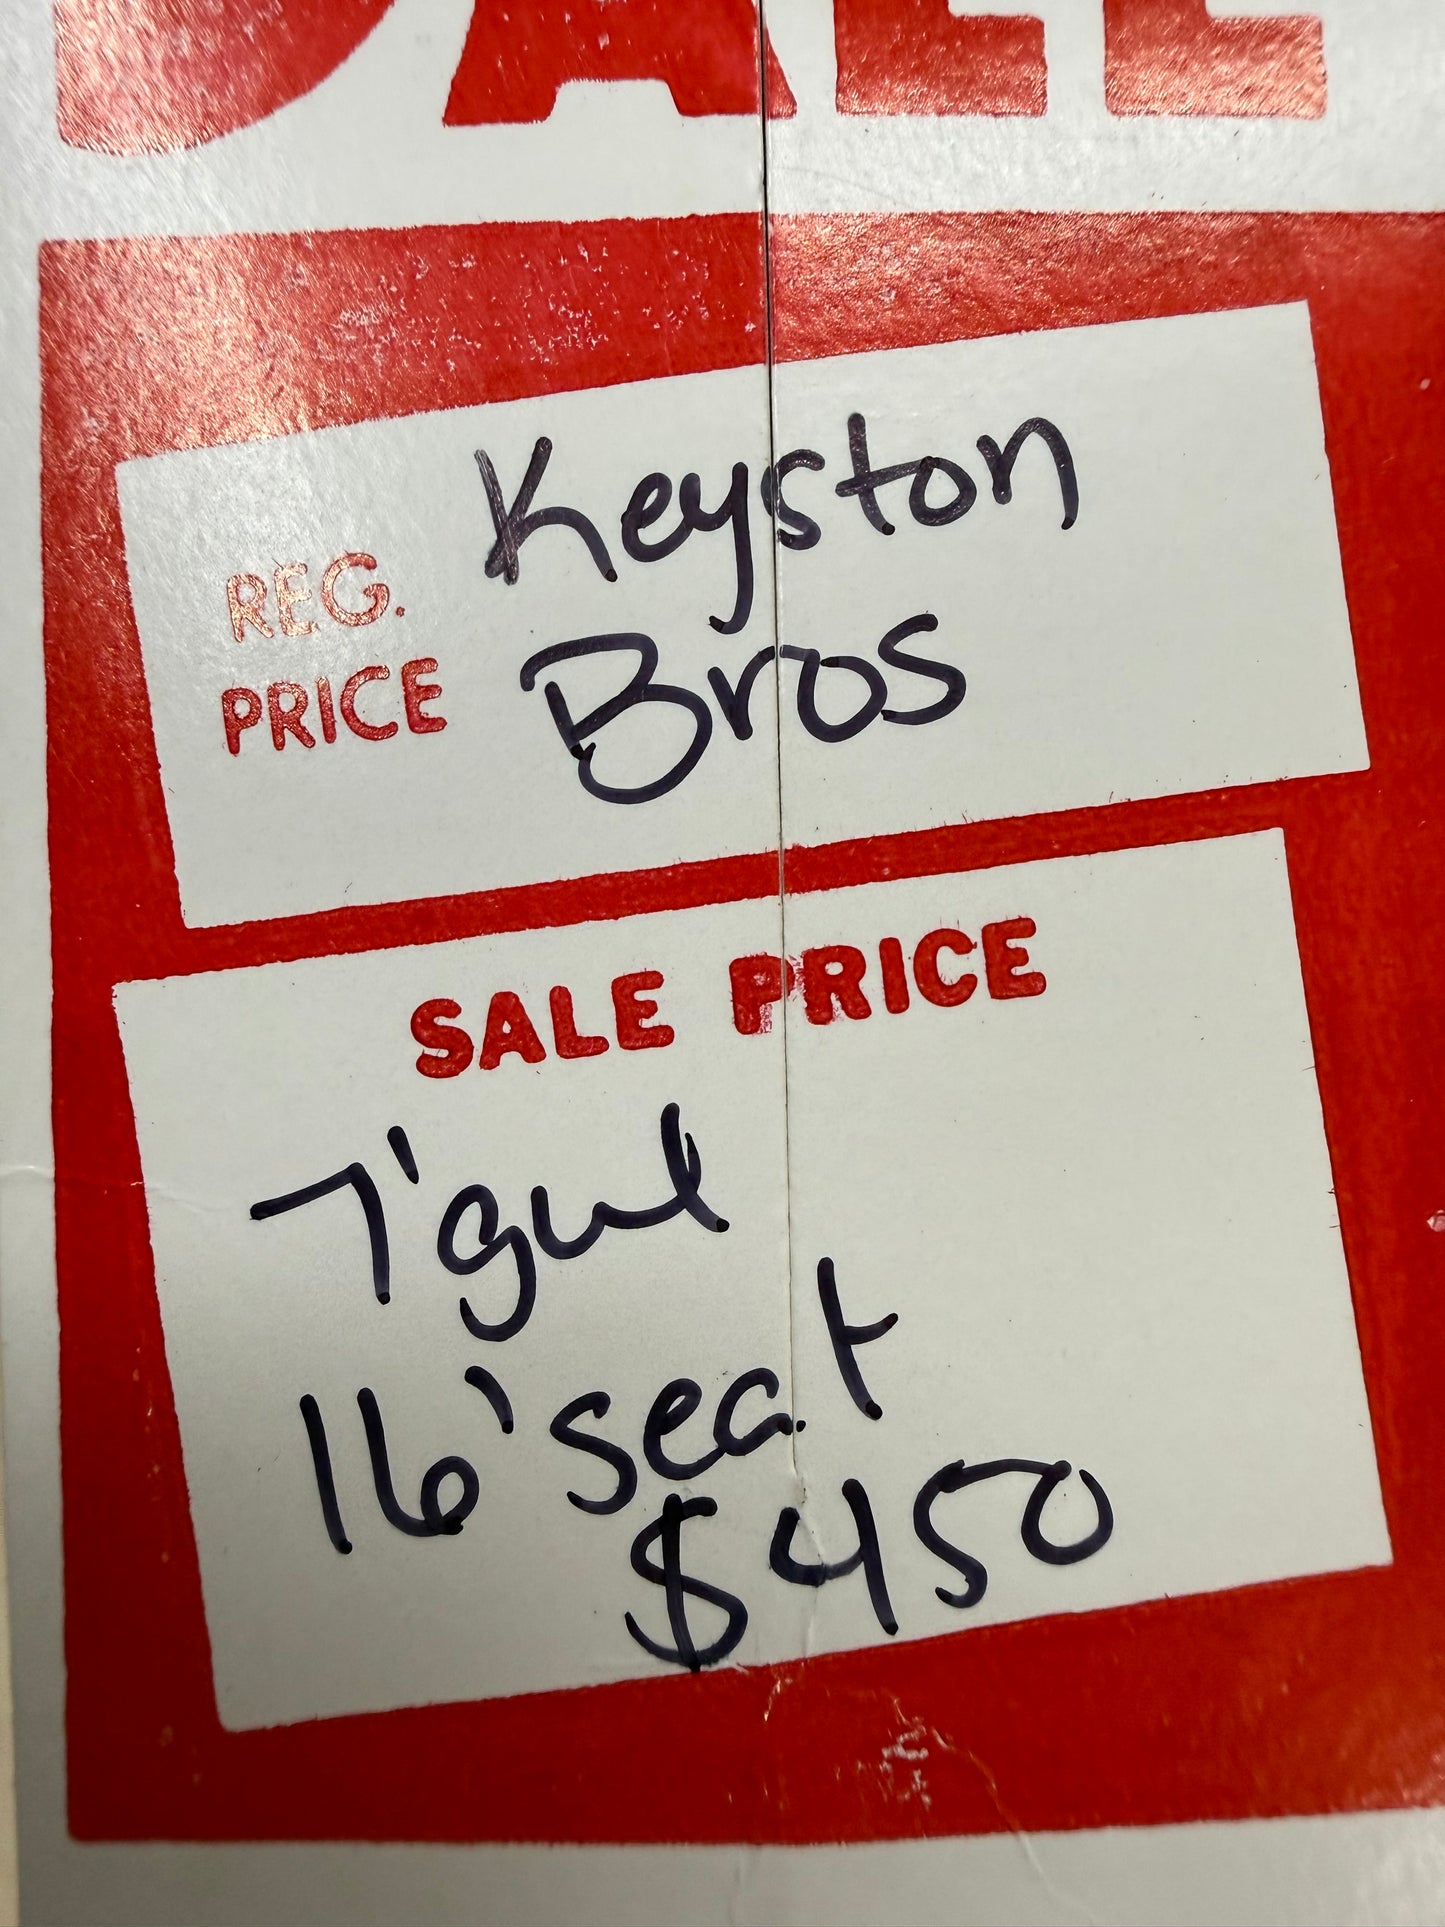 SALE
Keyston
REG.
PRICE Bros
SALE PRICE
7' gul
16' seat
$450